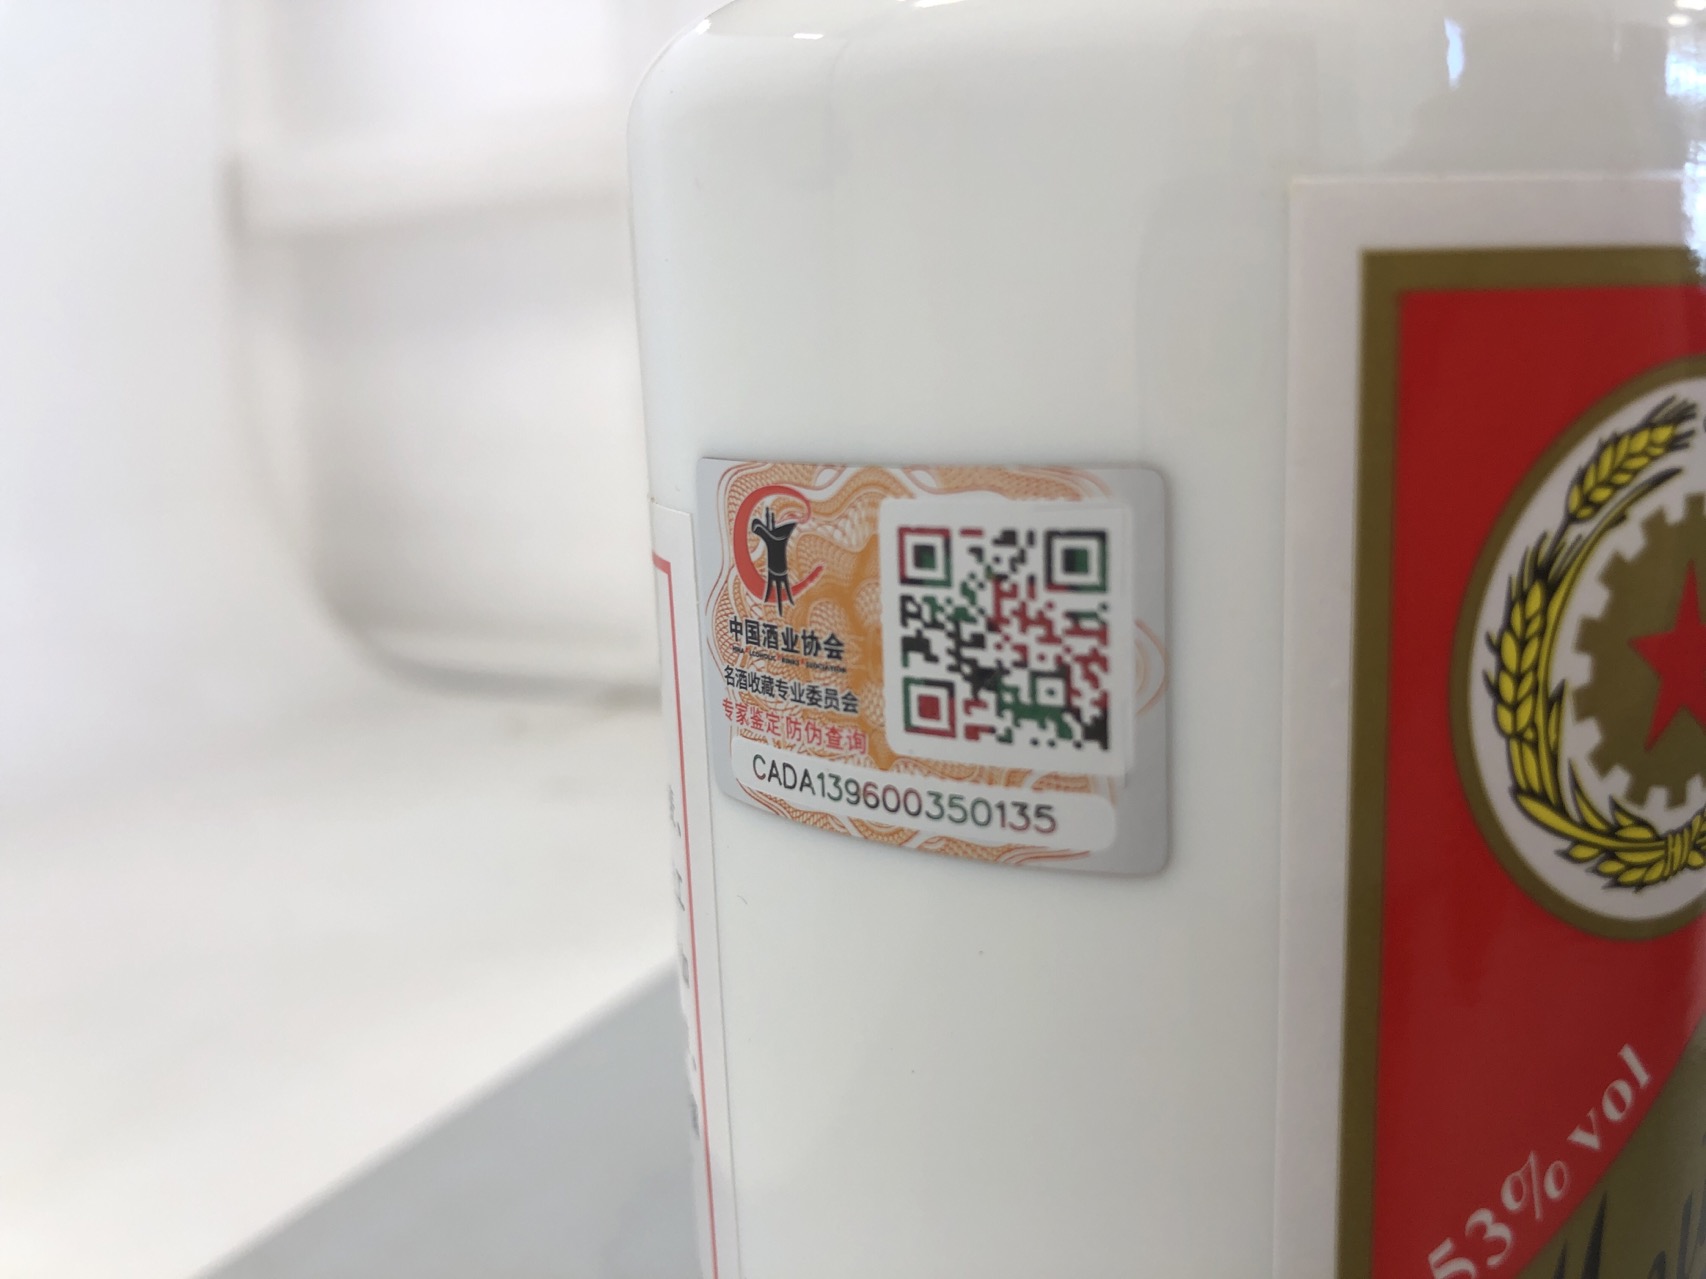 中国酒业协会
名酒收藏专业委员会
专家鉴定 防伪查询
CADA139600350135
53% vol